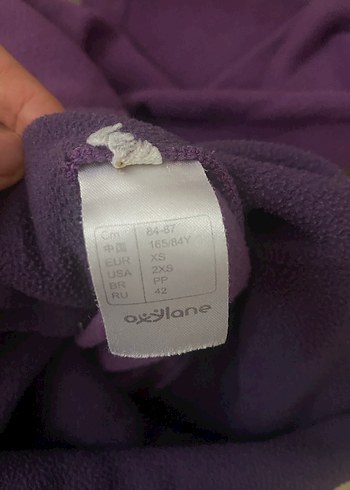 Cm 84-87
中国 165/84Y
EUR XS
USA 2XS
BR PP
RU 42
oxylane